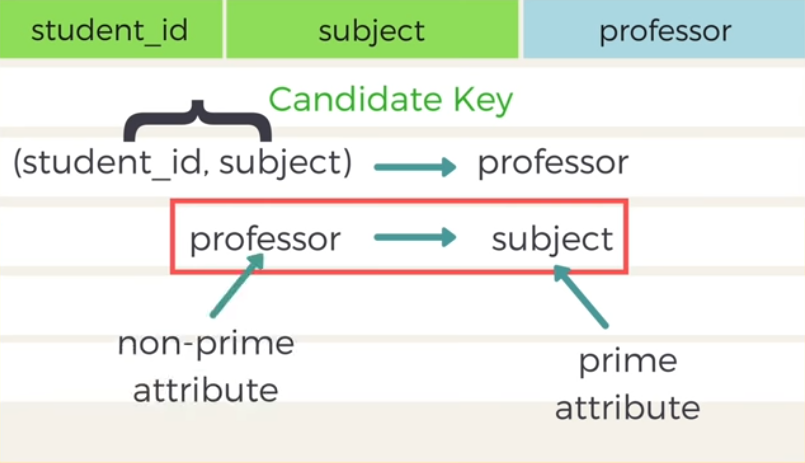 student_id subject professor
Candidate Key
(student_id, subject) → professor
professor → subject
non-prime
attribute
prime
attribute